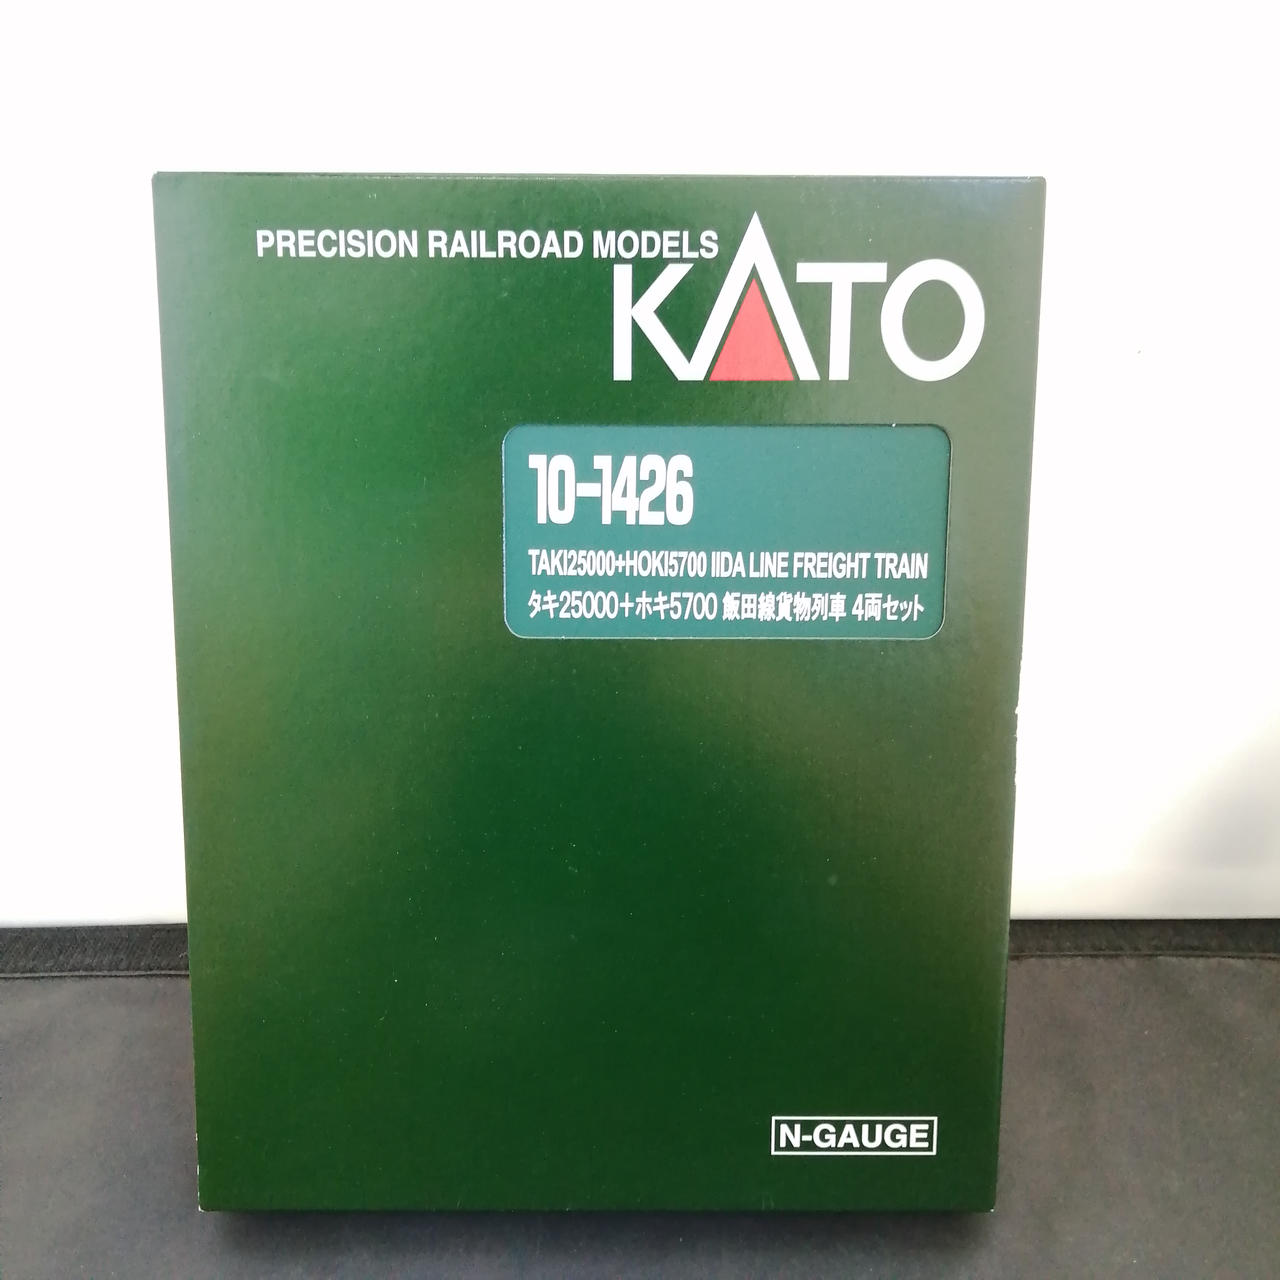 PRECISION RAILROAD MODELS
KATO
10-1426
TAKI25000+HOKI5700 IIDA LINE FREIGHT TRAIN
タキ25000+ホキ5700 飯田線貨物列車 4両セット
N-GAUGE